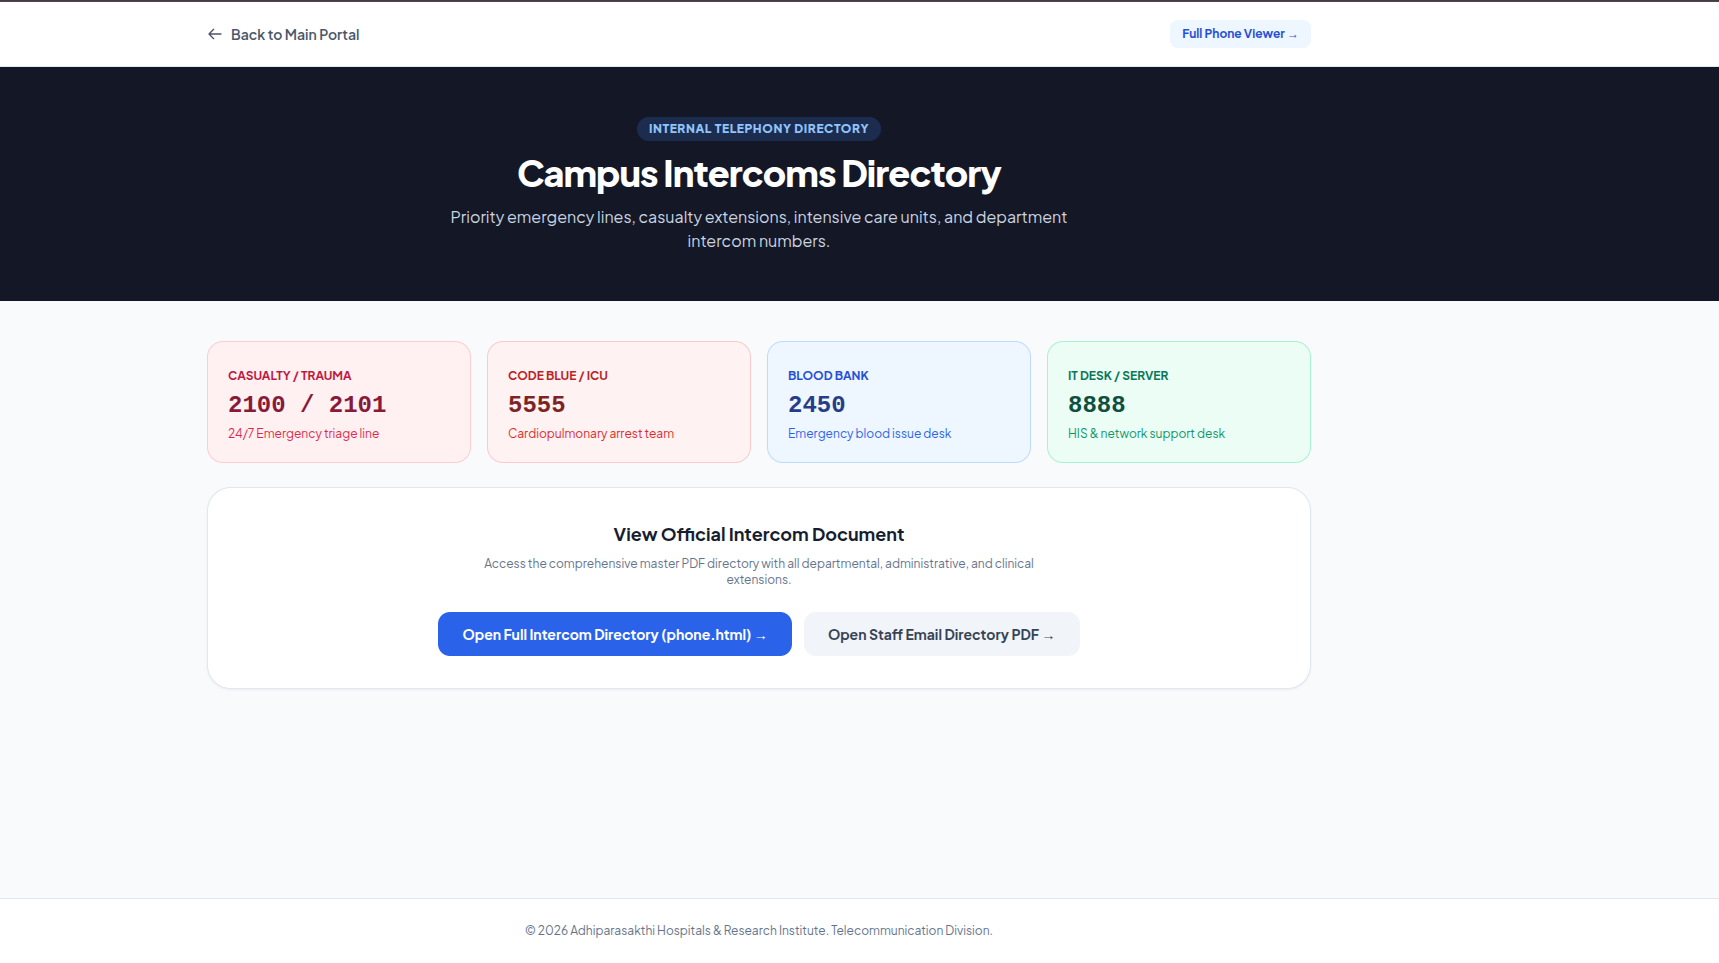 Back to Main Portal
Full Phone Viewer →
INTERNAL TELEPHONY DIRECTORY
Campus Intercoms Directory
Priority emergency lines, casualty extensions, intensive care units, and department
intercom numbers.
CASUALTY / TRAUMA
2100 / 2101
24/7 Emergency triage line
CODE BLUE / ICU
5555
Cardiopulmonary arrest team
BLOOD BANK
2450
Emergency blood issue desk
IT DESK / SERVER
8888
HIS & network support desk
View Official Intercom Document
Access the comprehensive master PDF directory with all departmental, administrative, and clinical
extensions.
Open Full Intercom Directory (phone.html) →
Open Staff Email Directory PDF →
© 2026 Adhiparasakthi Hospitals & Research Institute. Telecommunication Division.